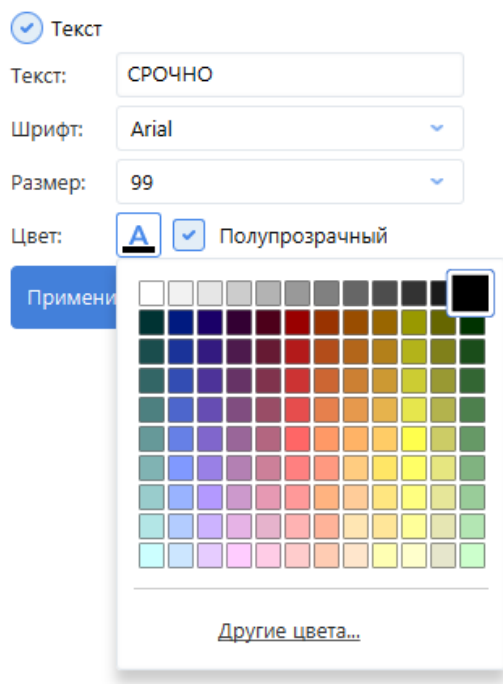 Текст
Текст: СРОЧНО
Шрифт: Arial
Размер: 99
Цвет: A Полупрозрачный
Примени
Другие цвета...